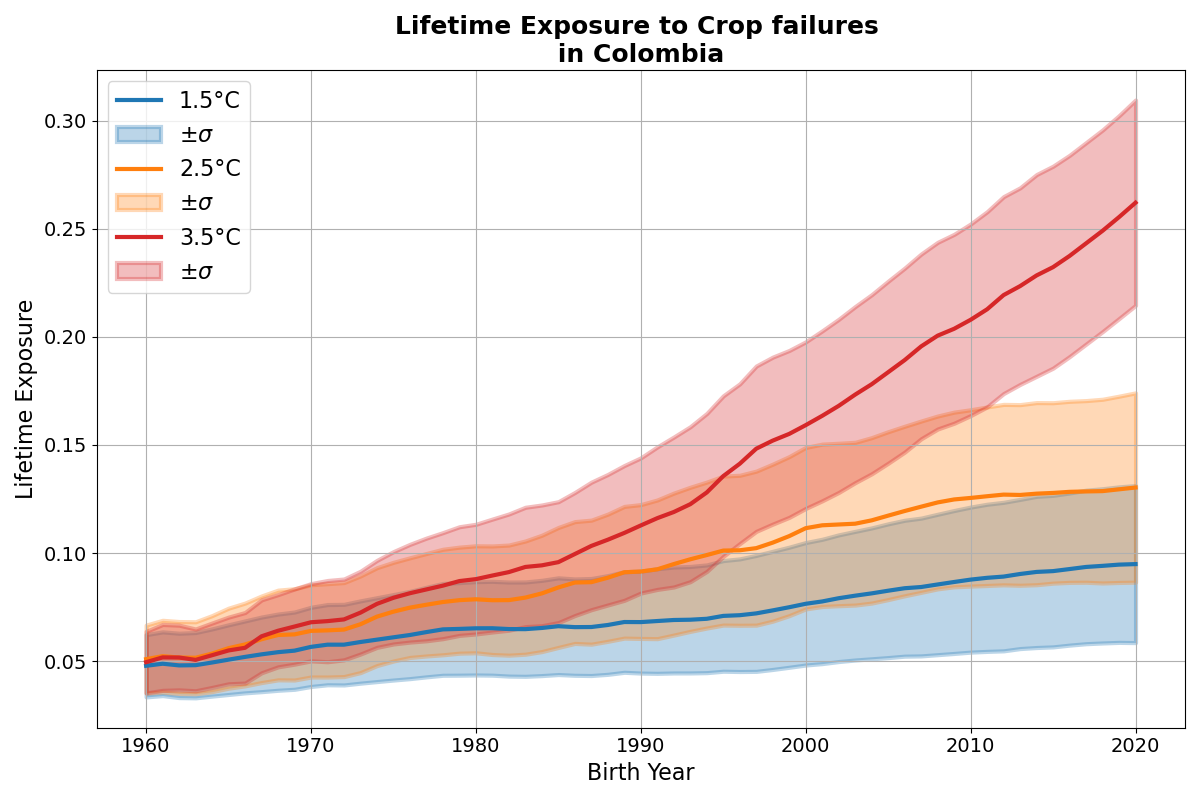 Lifetime Exposure to Crop failures
in Colombia
1.5°C
±σ
2.5°C
±σ
3.5°C
±σ
Lifetime Exposure
0.30
0.25
0.20
0.15
0.10
0.05
1960 1970 1980 1990 2000 2010 2020
Birth Year